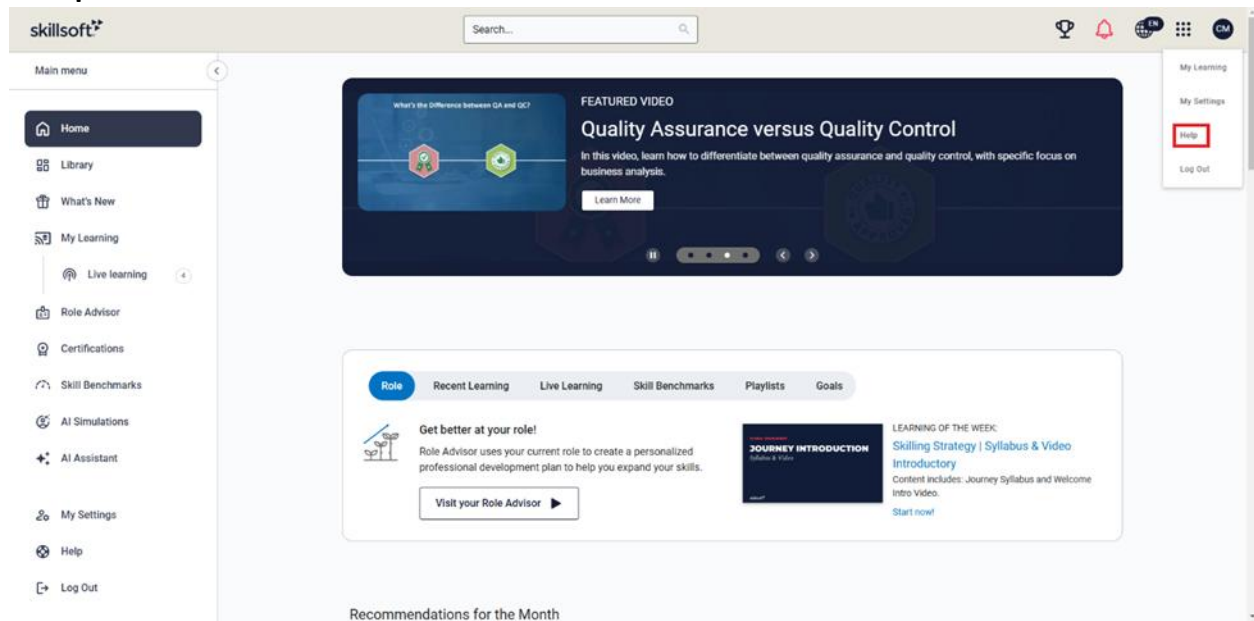 skillsoft
Search...
EN
CM
Main menu
My Learning
My Settings
Help
Log Out
Home
Library
What's New
My Learning
Live learning
4
Role Advisor
Certifications
Skill Benchmarks
AI Simulations
AI Assistant
My Settings
Help
Log Out
What's the Difference between QA and QC?
FEATURED VIDEO
Quality Assurance versus Quality Control
In this video, learn how to differentiate between quality assurance and quality control, with specific focus on
business analysis.
Learn More
Role
Recent Learning
Live Learning
Skill Benchmarks
Playlists
Goals
Get better at your role!
Role Advisor uses your current role to create a personalized
professional development plan to help you expand your skills.
Visit your Role Advisor
JOURNEY INTRODUCTION
Syllabus & Video
LEARNING OF THE WEEK:
Skilling Strategy | Syllabus & Video
Introductory
Content includes: Journey Syllabus and Welcome
Intro Video.
Start now!
Recommendations for the Month